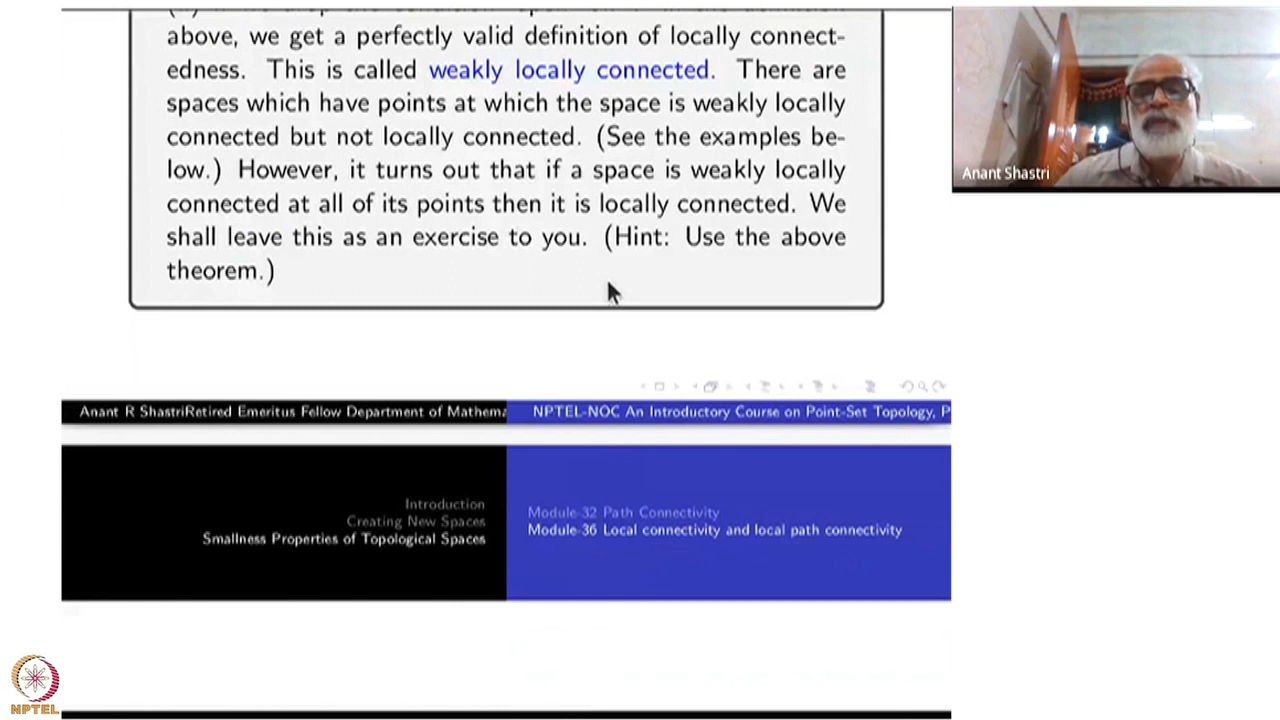 above, we get a perfectly valid definition of locally connect-
edness. This is called weakly locally connected. There are
spaces which have points at which the space is weakly locally
connected but not locally connected. (See the examples be-
low.) However, it turns out that if a space is weakly locally
connected at all of its points then it is locally connected. We
shall leave this as an exercise to you. (Hint: Use the above
theorem.)
Anant Shastri
Anant R ShastriRetired Emeritus Fellow Department of Mathema
NPTEL-NOC An Introductory Course on Point-Set Topology, P
Introduction
Creating New Spaces
Smallness Properties of Topological Spaces
Module-32 Path Connectivity
Module-36 Local connectivity and local path connectivity
NPTEL